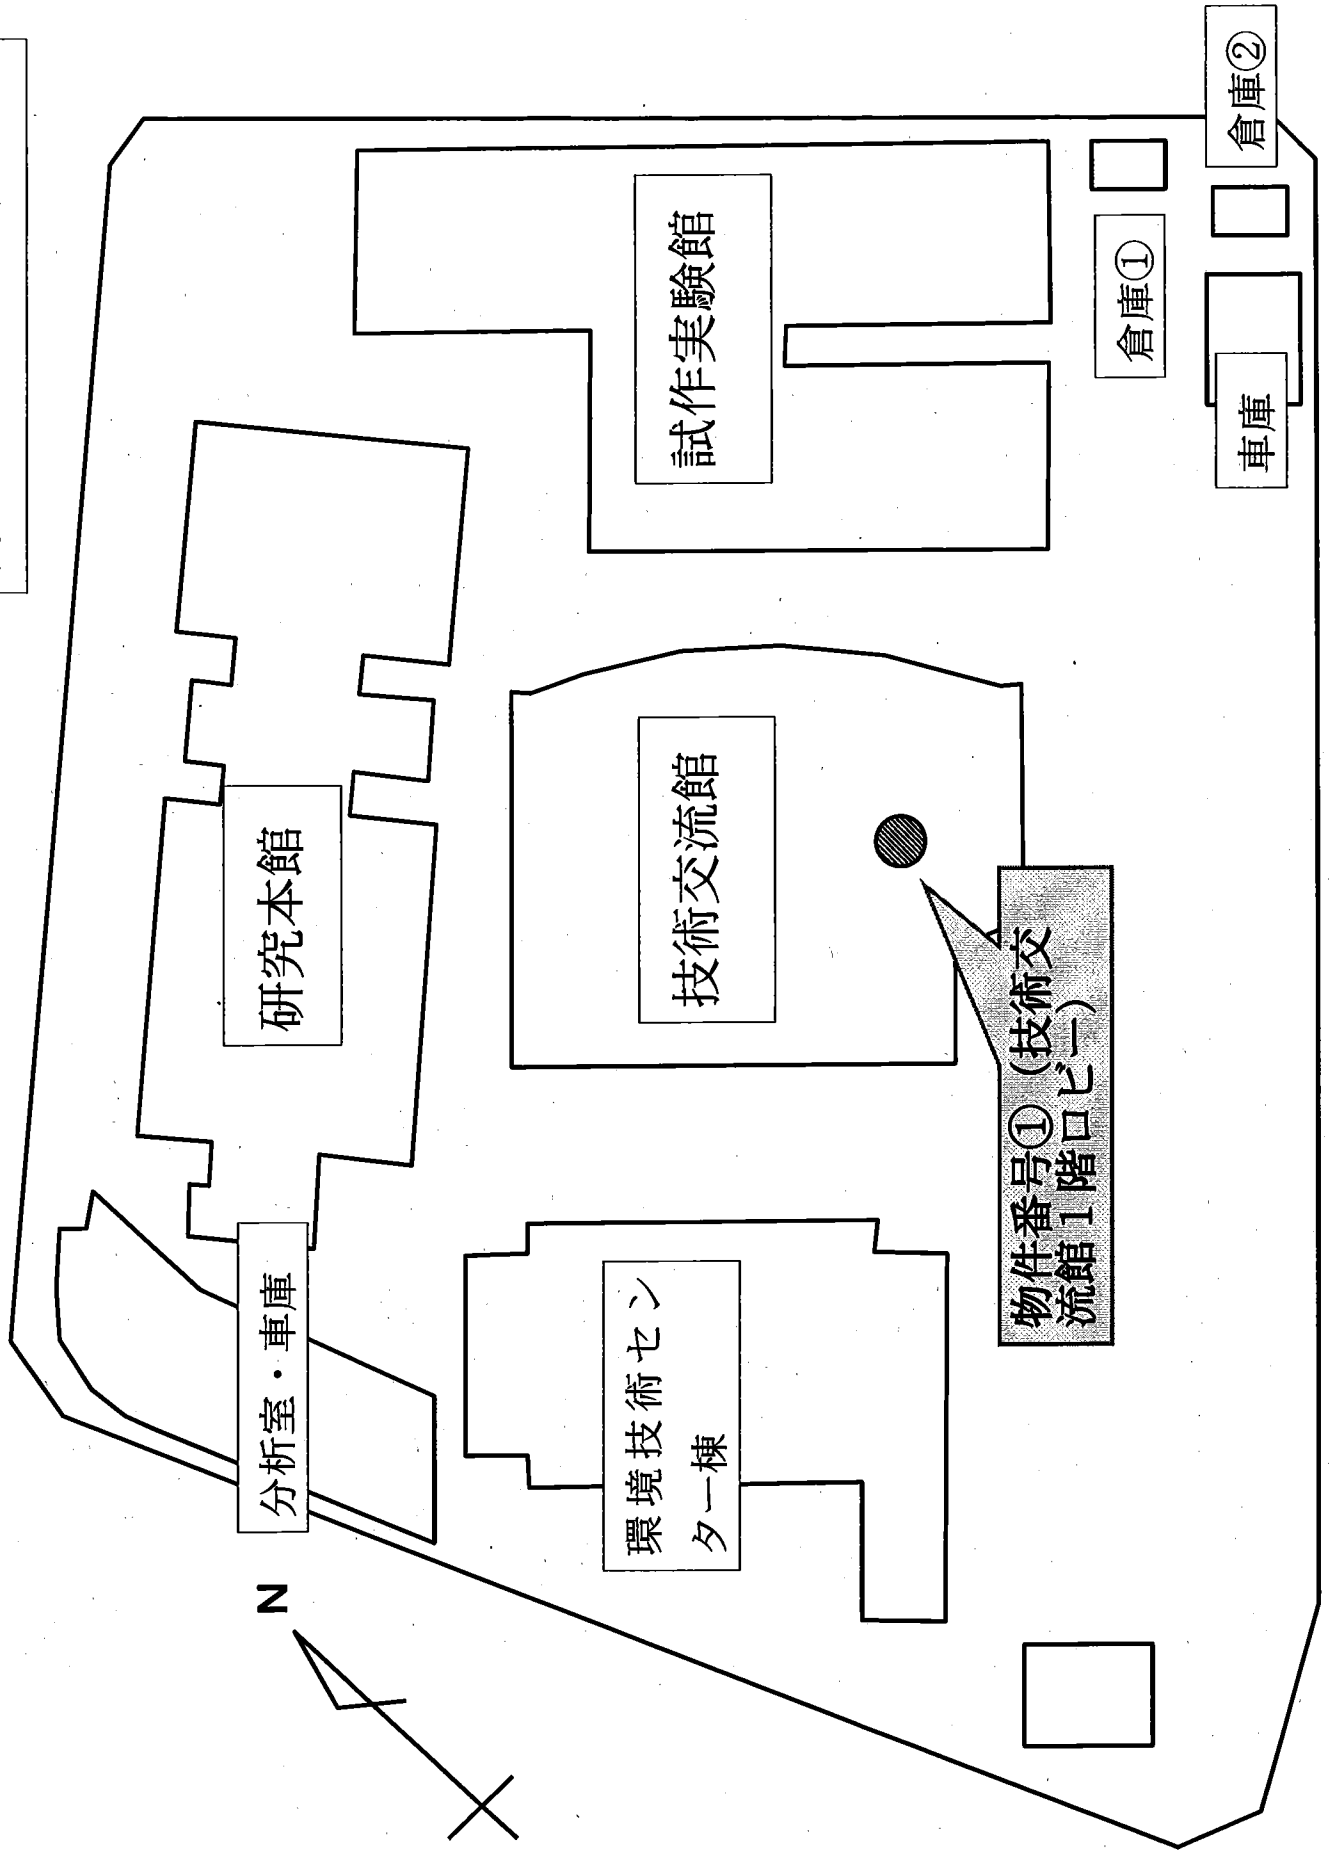 分析室・車庫
研究本館
環境技術セン
ター棟
技術交流館
試作実験館
物件番号①（技術交
流館１階ロビー）
倉庫①
倉庫②
車庫
N